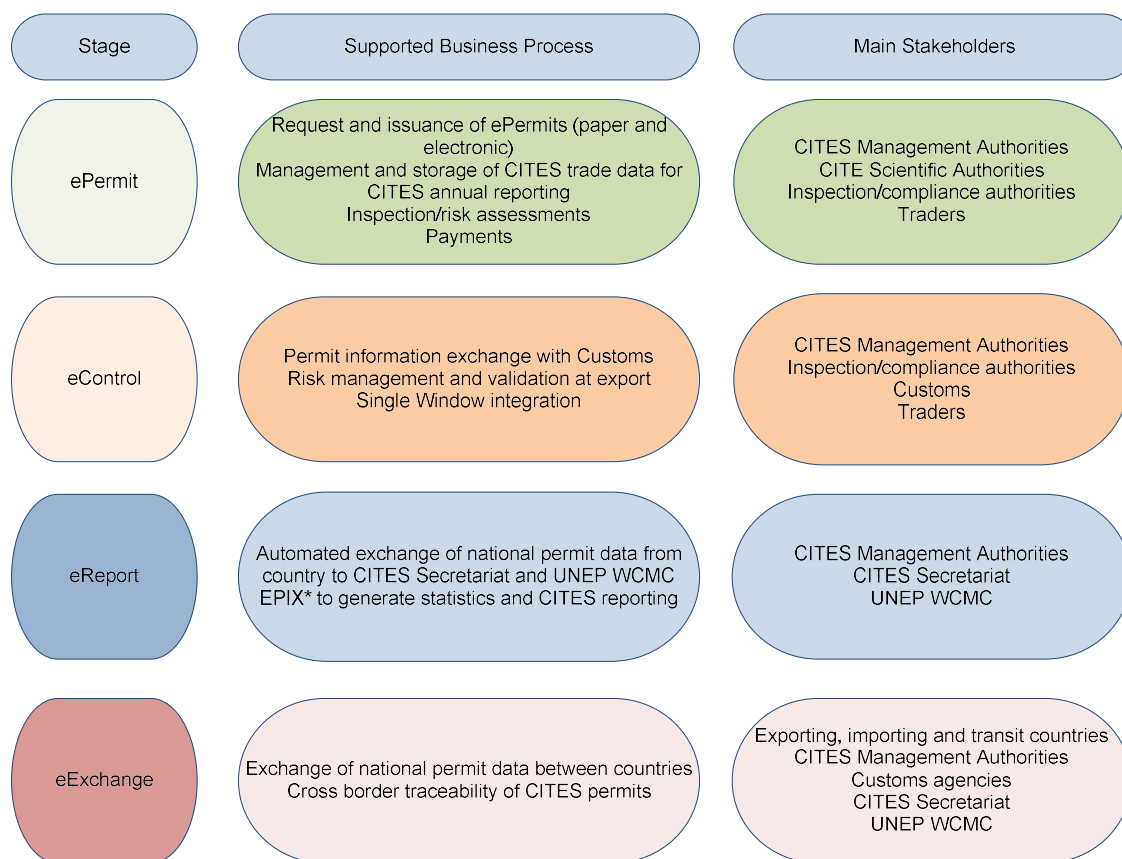 Stage
Supported Business Process
Main Stakeholders
ePermit
Request and issuance of ePermits (paper and
electronic)
Management and storage of CITES trade data for
CITES annual reporting
Inspection/risk assessments
Payments
CITES Management Authorities
CITE Scientific Authorities
Inspection/compliance authorities
Traders
eControl
Permit information exchange with Customs
Risk management and validation at export
Single Window integration
CITES Management Authorities
Inspection/compliance authorities
Customs
Traders
eReport
Automated exchange of national permit data from
country to CITES Secretariat and UNEP WCMC
EPIX* to generate statistics and CITES reporting
CITES Management Authorities
CITES Secretariat
UNEP WCMC
eExchange
Exchange of national permit data between countries
Cross border traceability of CITES permits
Exporting, importing and transit countries
CITES Management Authorities
Customs agencies
CITES Secretariat
UNEP WCMC